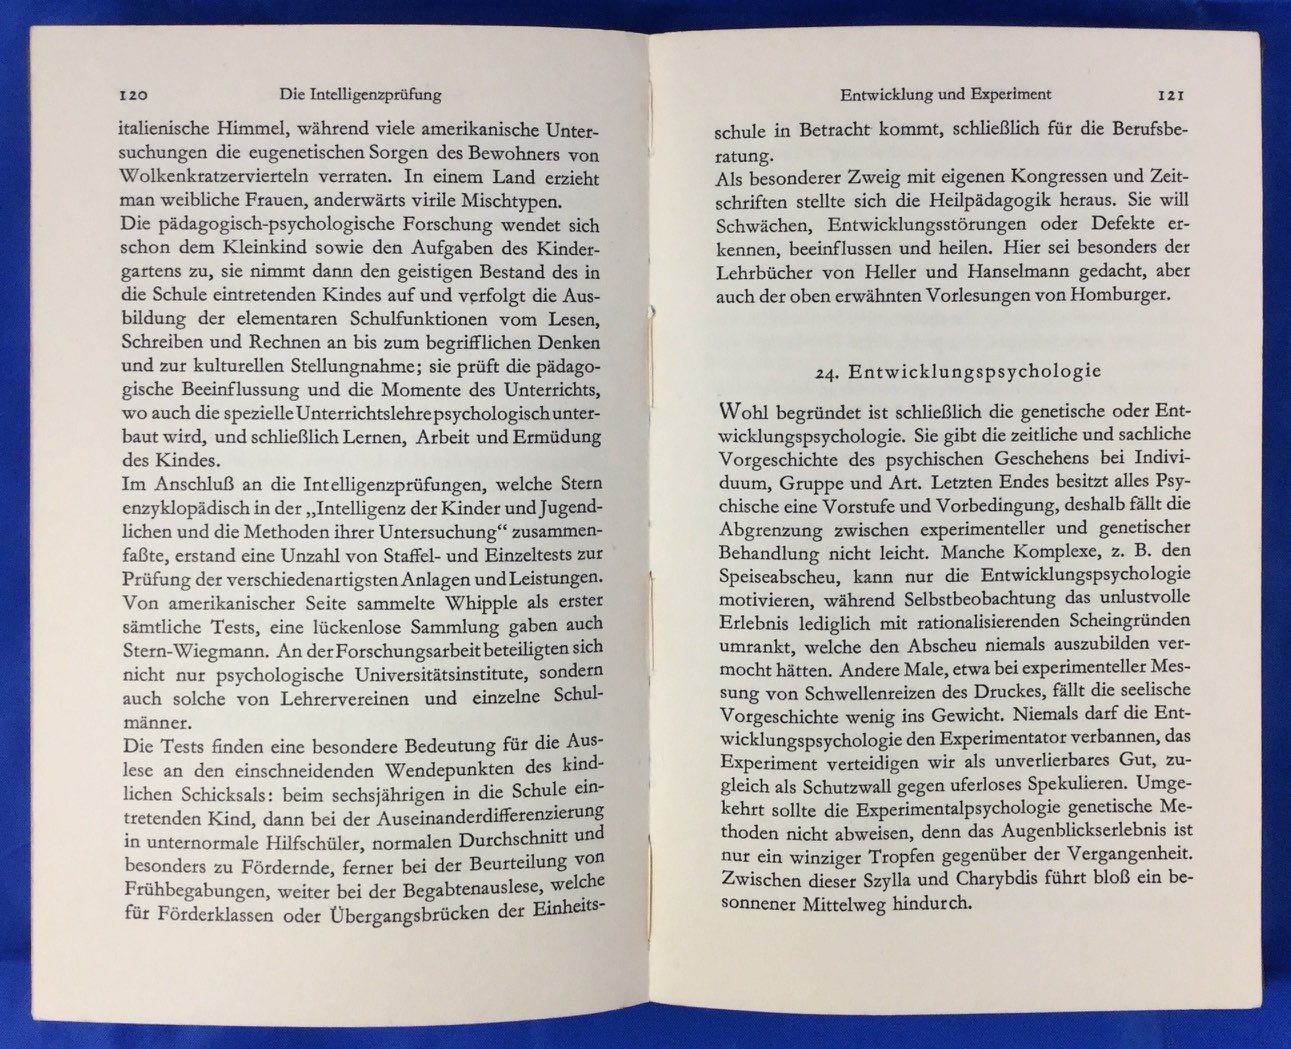 120
Die Intelligenzprüfung
italienische Himmel, während viele amerikanische Unter-
suchungen die eugenetischen Sorgen des Bewohners von
Wolkenkratzervierteln verraten. In einem Land erzieht
man weibliche Frauen, anderwärts virile Mischtypen.
Die pädagogisch-psychologische Forschung wendet sich
schon dem Kleinkind sowie den Aufgaben des Kinder-
gartens zu, sie nimmt dann den geistigen Bestand des in
die Schule eintretenden Kindes auf und verfolgt die Aus-
bildung der elementaren Schulfunktionen vom Lesen,
Schreiben und Rechnen an bis zum begrifflichen Denken
und zur kulturellen Stellungnahme; sie prüft die pädago-
gische Beeinflussung und die Momente des Unterrichts,
wo auch die spezielle Unterrichtslehre psychologisch unter-
baut wird, und schließlich Lernen, Arbeit und Ermüdung
des Kindes.
Im Anschluß an die Intelligenzprüfungen, welche Stern
enzyklopädisch in der „Intelligenz der Kinder und Jugend-
lichen und die Methoden ihrer Untersuchung“ zusammen-
faßte, erstand eine Unzahl von Staffel- und Einzeltests zur
Prüfung der verschiedenartigsten Anlagen und Leistungen.
Von amerikanischer Seite sammelte Whipple als erster
sämtliche Tests, eine lückenlose Sammlung gaben auch
Stern-Wiegmann. An der Forschungsarbeit beteiligten sich
nicht nur psychologische Universitätsinstitute, sondern
auch solche von Lehrervereinen und einzelne Schul-
männer.
Die Tests finden eine besondere Bedeutung für die Aus-
lese an den einschneidenden Wendepunkten des kind-
lichen Schicksals: beim sechsjährigen in die Schule ein-
tretenden Kind, dann bei der Auseinanderdifferenzierung
in unternormale Hilfschüler, normalen Durchschnitt und
besonders zu Fördernde, ferner bei der Beurteilung von
Frühbegabungen, weiter bei der Begabtenauslese, welche
für Förderklassen oder Übergangsbrücken der Einheits-
Entwicklung und Experiment
121
schule in Betracht kommt, schließlich für die Berufsbe-
ratung.
Als besonderer Zweig mit eigenen Kongressen und Zeit-
schriften stellte sich die Heilpädagogik heraus. Sie will
Schwächen, Entwicklungsstörungen oder Defekte er-
kennen, beeinflussen und heilen. Hier sei besonders der
Lehrbücher von Heller und Hanselmann gedacht, aber
auch der oben erwähnten Vorlesungen von Homburger.
24. Entwicklungspsychologie
Wohl begründet ist schließlich die genetische oder Ent-
wicklungspsychologie. Sie gibt die zeitliche und sachliche
Vorgeschichte des psychischen Geschehens bei Indivi-
duum, Gruppe und Art. Letzten Endes besitzt alles Psy-
chische eine Vorstufe und Vorbedingung, deshalb fällt die
Abgrenzung zwischen experimenteller und genetischer
Behandlung nicht leicht. Manche Komplexe, z. B. den
Speiseabscheu, kann nur die Entwicklungspsychologie
motivieren, während Selbstbeobachtung das unlustvolle
Erlebnis lediglich mit rationalisierenden Scheingründen
umrankt, welche den Abscheu niemals auszubilden ver-
mocht hätten. Andere Male, etwa bei experimenteller Mes-
sung von Schwellenreizen des Druckes, fällt die seelische
Vorgeschichte wenig ins Gewicht. Niemals darf die Ent-
wicklungspsychologie den Experimentator verbannen, das
Experiment verteidigen wir als unverlierbares Gut, zu-
gleich als Schutzwall gegen uferloses Spekulieren. Umge-
kehrt sollte die Experimentalpsychologie genetische Me-
thoden nicht abweisen, denn das Augenblickserlebnis ist
nur ein winziger Tropfen gegenüber der Vergangenheit.
Zwischen dieser Szylla und Charybdis führt bloß ein be-
sonnener Mittelweg hindurch.